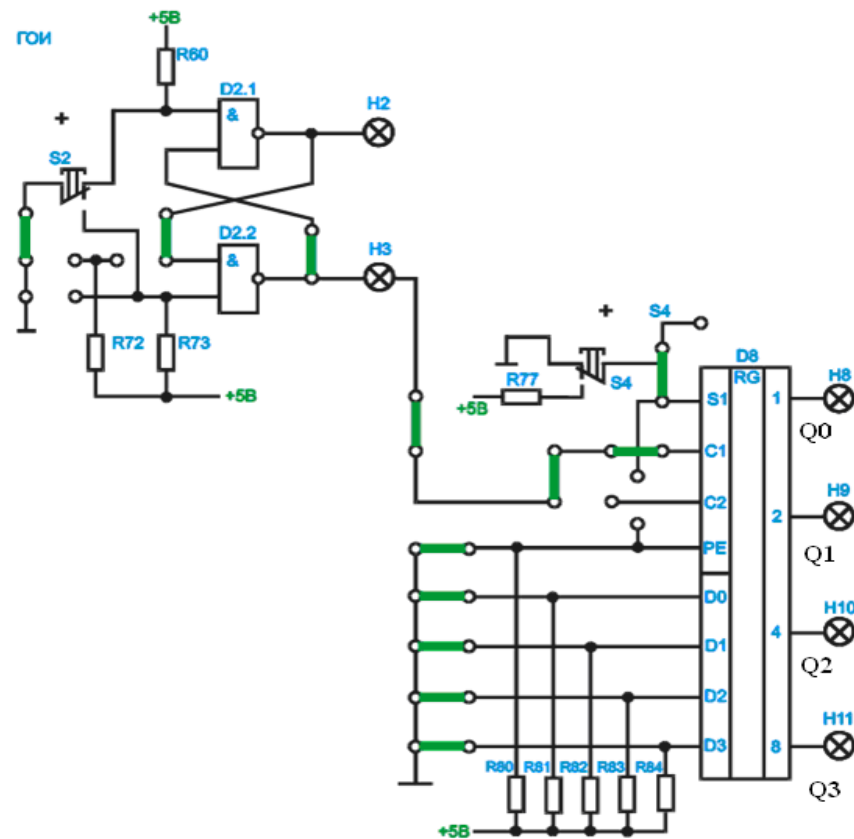 +5В
ГОИ
R60
D2.1
H2
+
&
S2
D2.2
H3
&
R72
R73
+5В
+
S4
D8
R77
S4
RG
H8
+5В
S1
1
Q0
C1
H9
C2
2
PE
Q1
D0
H10
D1
4
Q2
D2
H11
D3
8
R80
R81
R82
R83
R84
Q3
+5В